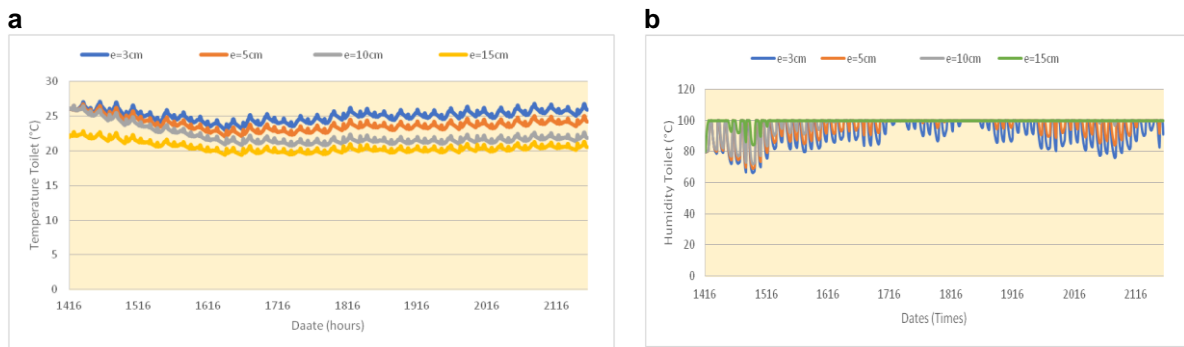 a
e=3cm e=5cm e=10cm e=15cm
30
25
20
15
10
5
0
Temperature Toilet (°C)
1416 1516 1616 1716 1816 1916 2016 2116
Daate (hours)
b
e=3cm e=5cm e=10cm e=15cm
120
100
80
60
40
20
0
Humidity Toilet (°C)
1416 1516 1616 1716 1816 1916 2016 2116
Dates (Times)